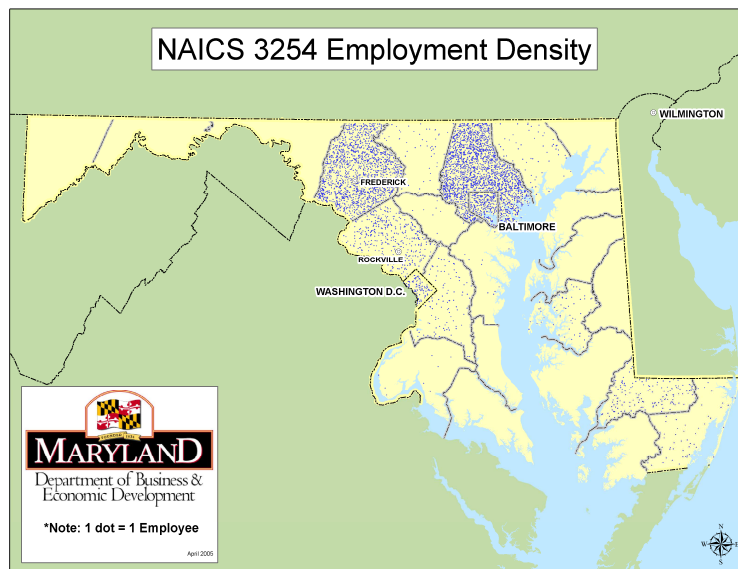 NAICS 3254 Employment Density
WILMINGTON
FREDERICK
BALTIMORE
ROCKVILLE
WASHINGTON D.C.
MARYLAND
Department of Business &
Economic Development
*Note: 1 dot = 1 Employee
April 2005
N
W E
S